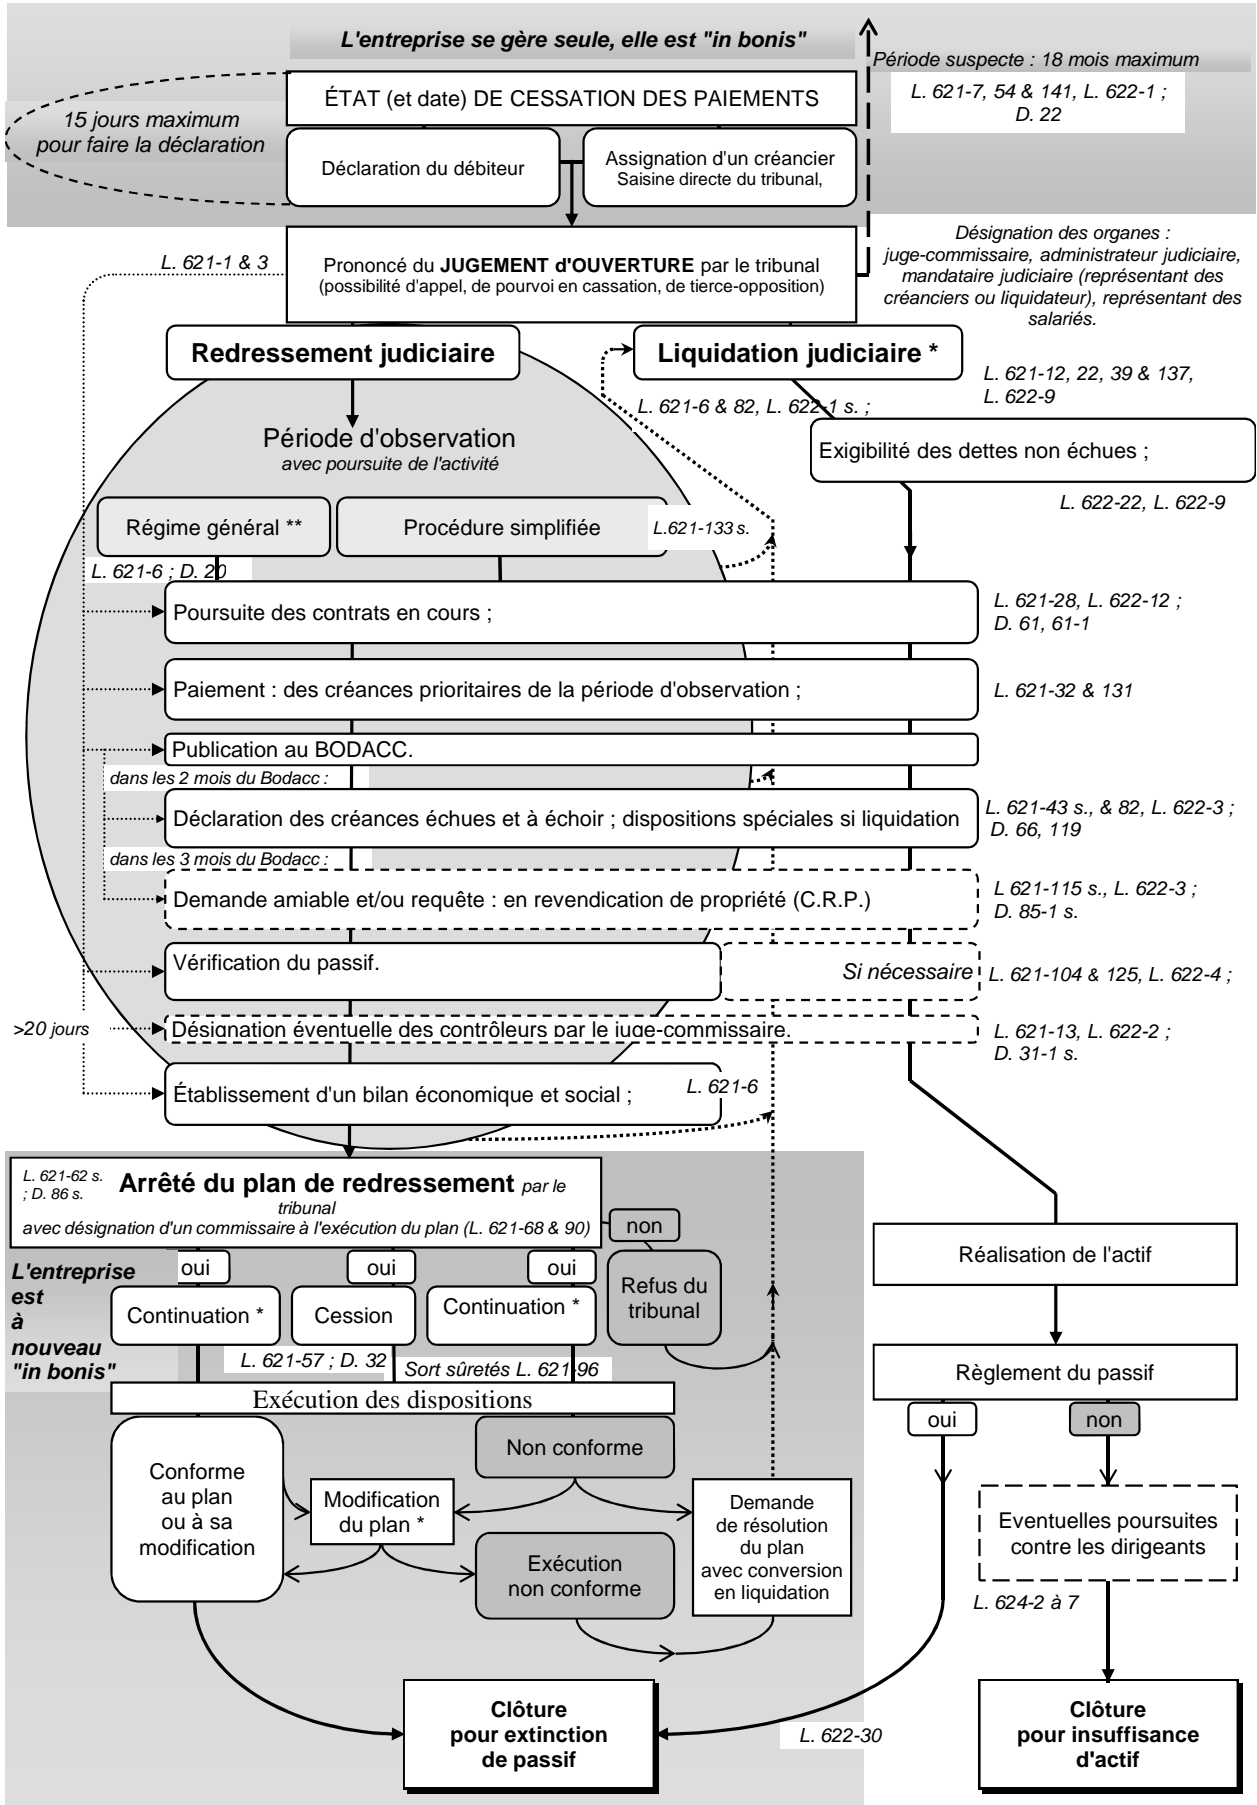 L'entreprise se gère seule, elle est "in bonis"
Période suspecte : 18 mois maximum
L. 621-7, 54 & 141, L. 622-1 ;
D. 22
ÉTAT (et date) DE CESSATION DES PAIEMENTS
15 jours maximum
pour faire la déclaration
Déclaration du débiteur
Assignation d'un créancier
Saisine directe du tribunal,
Désignation des organes :
juge-commissaire, administrateur judiciaire,
mandataire judiciaire (représentant des
créanciers ou liquidateur), représentant des
salariés.
L. 621-1 & 3
Prononcé du JUGEMENT d'OUVERTURE par le tribunal
(possibilité d'appel, de pourvoi en cassation, de tierce-opposition)
Redressement judiciaire
Liquidation judiciaire *
L. 621-12, 22, 39 & 137,
L. 622-9
L. 621-6 & 82, L. 622-1 s. ;
Période d'observation
avec poursuite de l'activité
Exigibilité des dettes non échues ;
L. 622-22, L. 622-9
Régime général **
Procédure simplifiée
L.621-133 s.
L. 621-6 ; D. 20
Poursuite des contrats en cours ;
L. 621-28, L. 622-12 ;
D. 61, 61-1
Paiement : des créances prioritaires de la période d'observation ;
L. 621-32 & 131
Publication au BODACC.
dans les 2 mois du Bodacc :
Déclaration des créances échues et à échoir ; dispositions spéciales si liquidation
L. 621-43 s., & 82, L. 622-3 ;
D. 66, 119
dans les 3 mois du Bodacc :
Demande amiable et/ou requête : en revendication de propriété (C.R.P.)
L 621-115 s., L. 622-3 ;
D. 85-1 s.
Vérification du passif.
Si nécessaire
L. 621-104 & 125, L. 622-4 ;
>20 jours
Désignation éventuelle des contrôleurs par le juge-commissaire.
L. 621-13, L. 622-2 ;
D. 31-1 s.
Établissement d'un bilan économique et social ;
L. 621-6
L. 621-62 s.
; D. 86 s.
Arrêté du plan de redressement par le
tribunal
avec désignation d'un commissaire à l'exécution du plan (L. 621-68 & 90)
non
oui
oui
oui
L'entreprise
est
à
nouveau
"in bonis"
Continuation *
Cession
Continuation *
Refus du
tribunal
Réalisation de l'actif
L. 621-57 ; D. 32
Sort sûretés L. 621-96
Règlement du passif
Exécution des dispositions
oui
non
Conforme
au plan
ou à sa
modification
Non conforme
Modification
du plan *
Exécution
non conforme
Demande
de résolution
du plan
avec conversion
en liquidation
Eventuelles poursuites
contre les dirigeants
L. 624-2 à 7
Clôture
pour extinction
de passif
L. 622-30
Clôture
pour insuffisance
d'actif